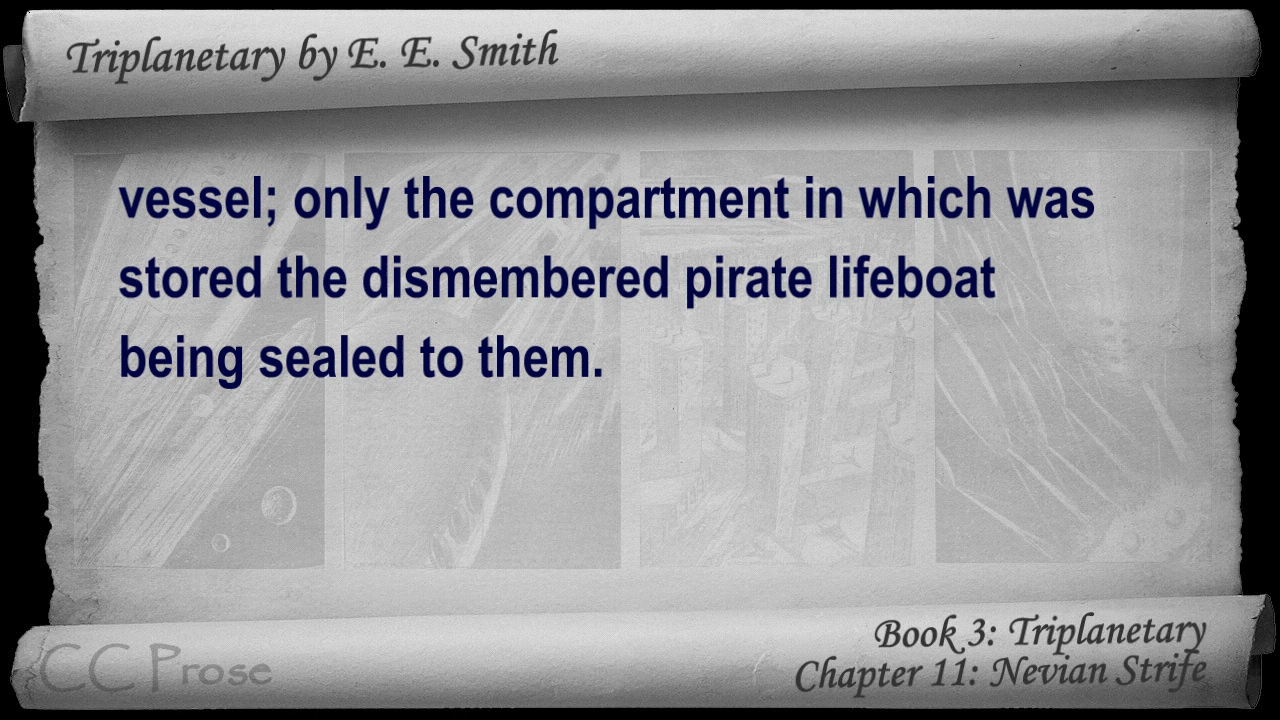 Triplanetary by E. E. Smith
vessel; only the compartment in which was
stored the dismembered pirate lifeboat
being sealed to them.
Book 3: Triplanetary
Chapter 11: Nevian Strife
CC Prose